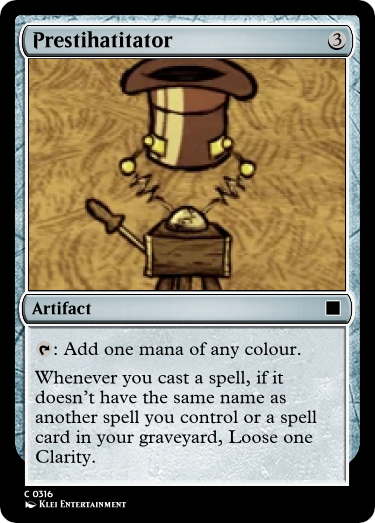 Prestihatitator 3
Artifact
: Add one mana of any colour.
Whenever you cast a spell, if it
doesn't have the same name as
another spell you control or a spell
card in your graveyard, Loose one
Clarity.
C 0316
Klei Entertainment